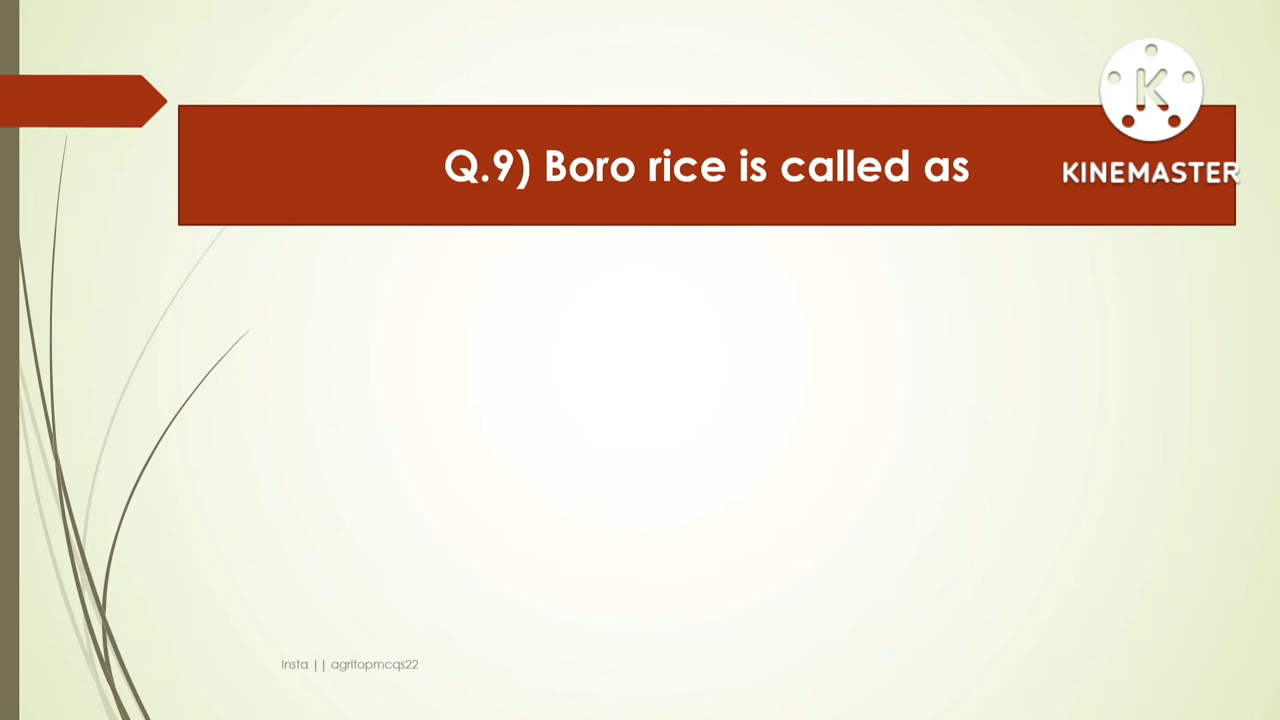 Q.9) Boro rice is called as
KINEMASTER
Insta || agritopmcqs22